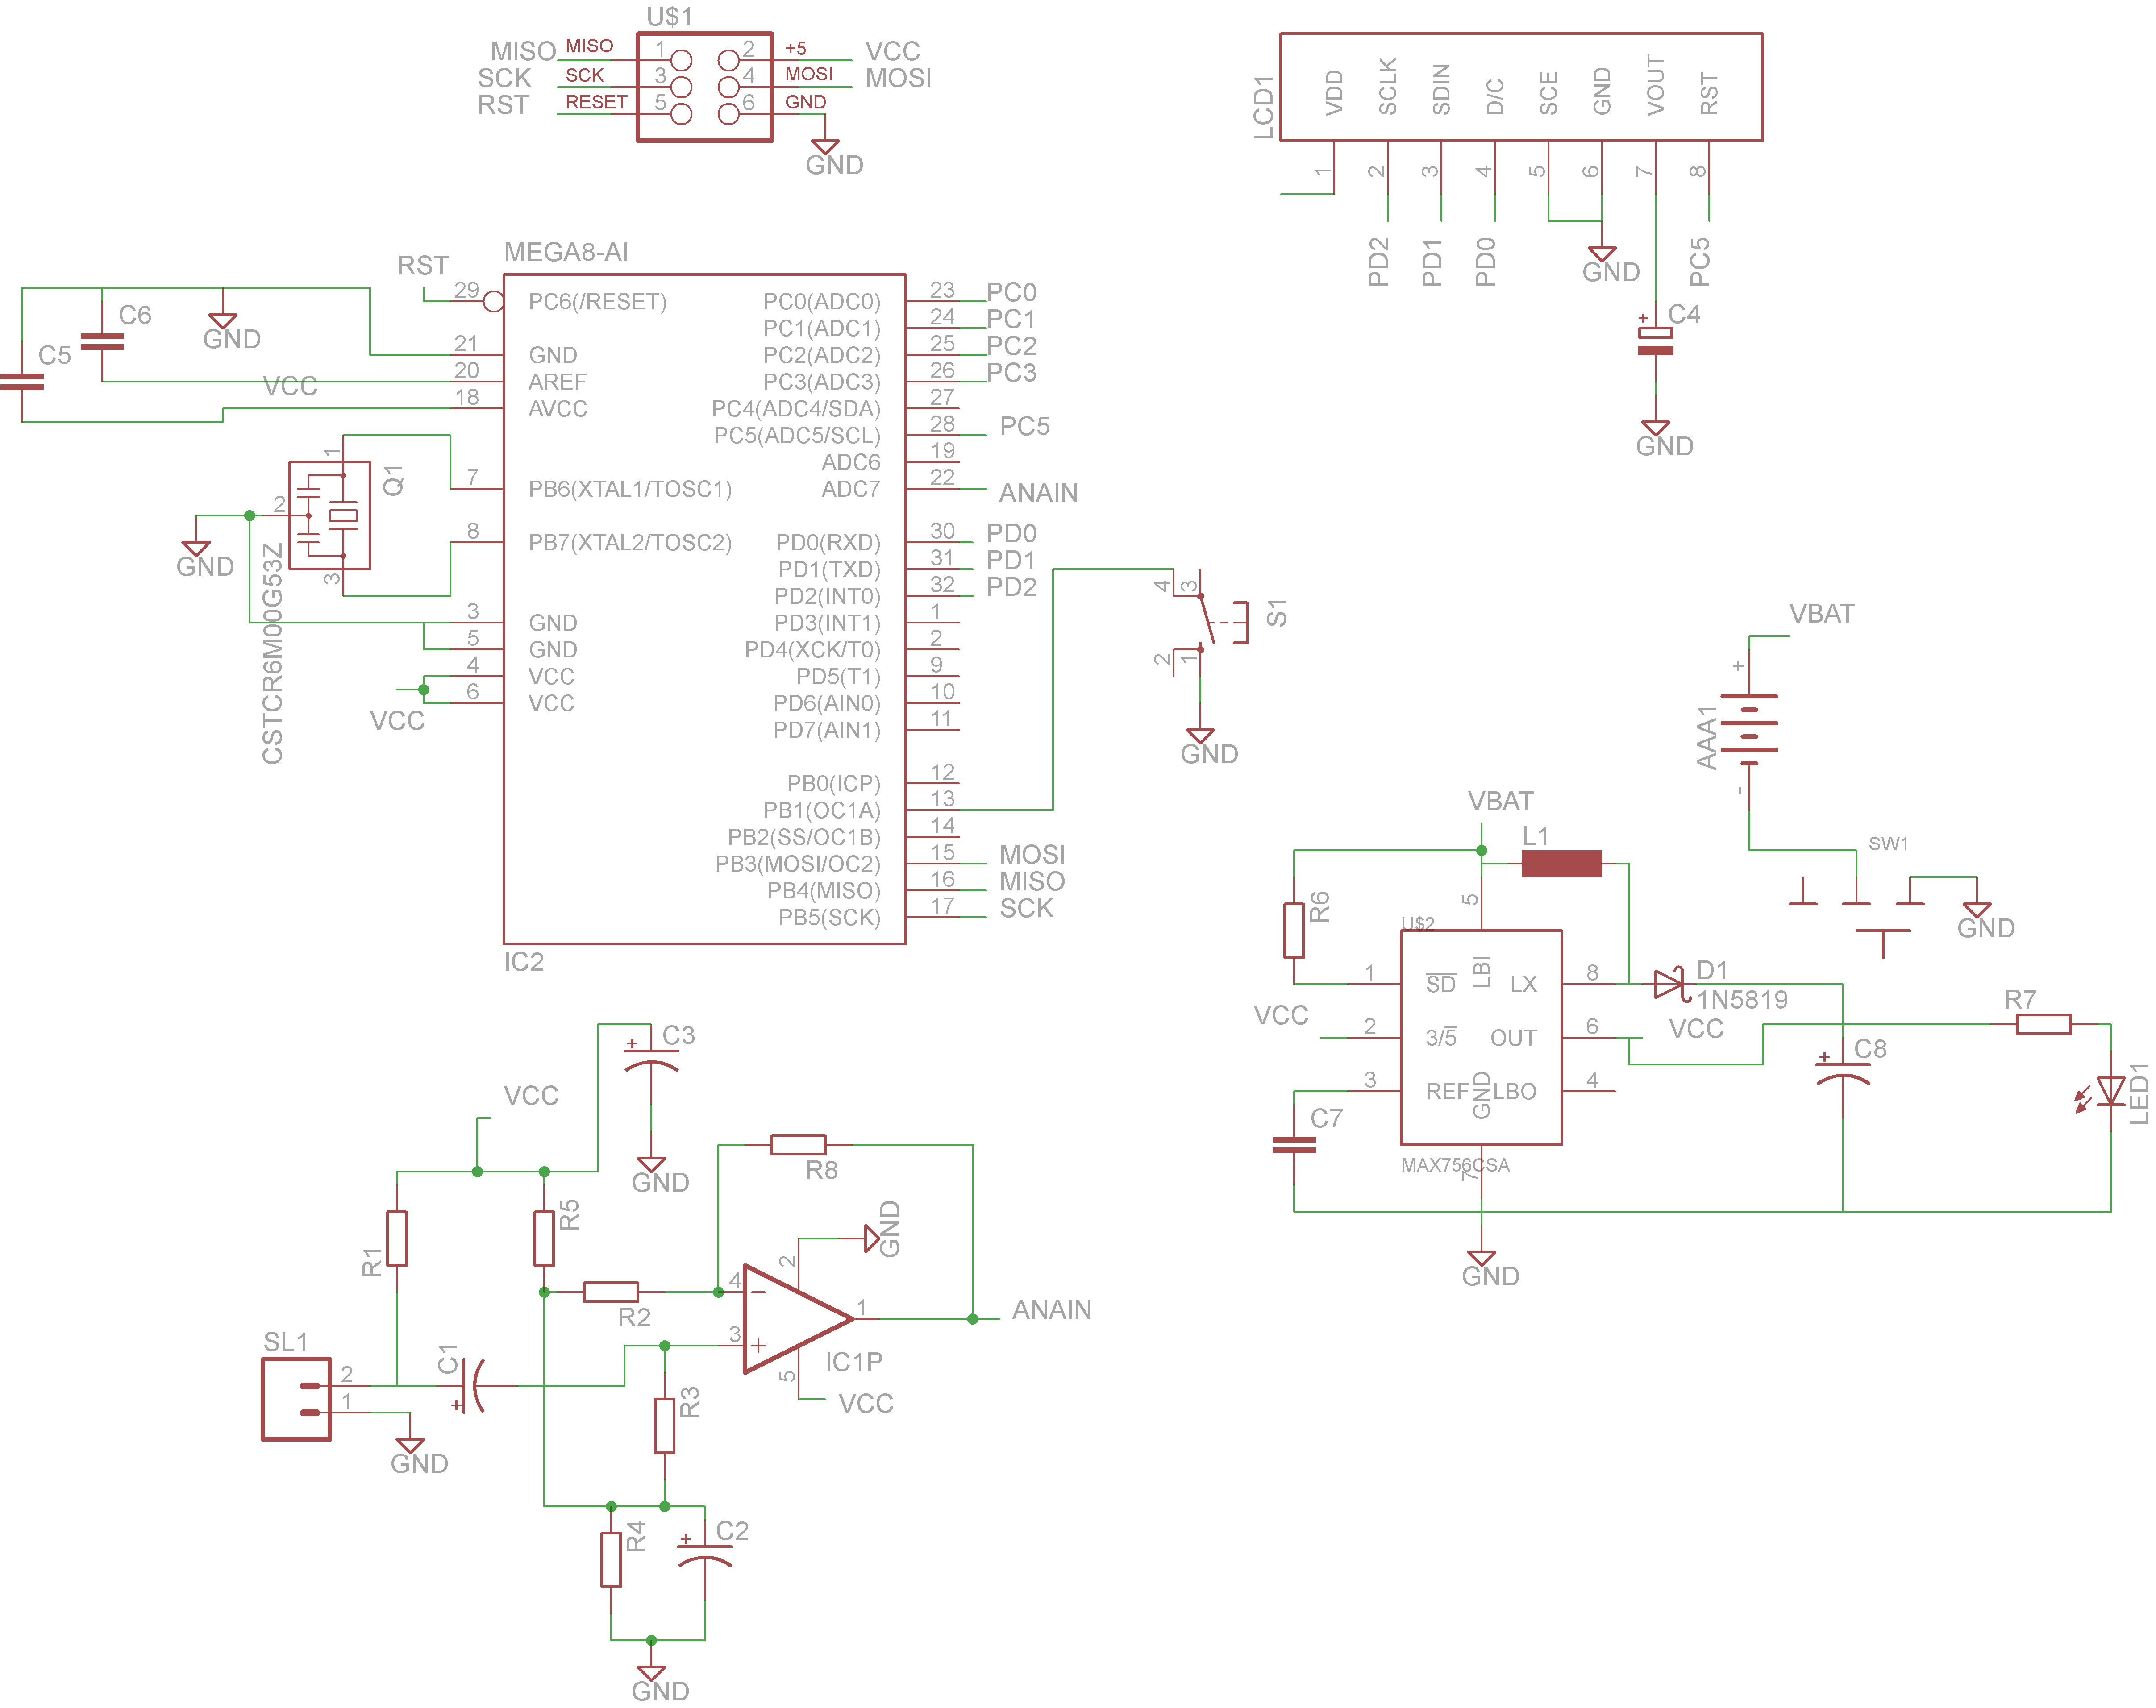 U$1
MISO MISO 1 2 +5 VCC
SCK SCK 3 4 MOSI MOSI
RST RESET 5 6 GND
GND
LCD1
VDD SCLK SDIN D/C SCE GND VOUT RST
1 2 3 4 5 6 7 8
PD2 PD1 PD0 GND PC5
+ C4
GND
MEGA8-AI
RST 29 PC6(/RESET) PC0(ADC0) 23 PC0
PC1(ADC1) 24 PC1
C6 GND 21 GND PC2(ADC2) 25 PC2
C5 VCC 20 AREF PC3(ADC3) 26 PC3
18 AVCC PC4(ADC4/SDA) 27
PC5(ADC5/SCL) 28 PC5
ADC6 19
7 PB6(XTAL1/TOSC1) ADC7 22 ANAIN
8 PB7(XTAL2/TOSC2) PD0(RXD) 30 PD0
PD1(TXD) 31 PD1
PD2(INT0) 32 PD2
3 GND PD3(INT1) 1
5 GND PD4(XCK/T0) 2
4 VCC PD5(T1) 9
6 VCC PD6(AIN0) 10
PD7(AIN1) 11
PB0(ICP) 12
PB1(OC1A) 13
PB2(SS/OC1B) 14
PB3(MOSI/OC2) 15 MOSI
PB4(MISO) 16 MISO
PB5(SCK) 17 SCK
IC2
1 2 3 Q1
GND
CSTCR6M00G53Z
VCC
4 3 S1
2 1
GND
VBAT
+
AAA1
-
SW1
GND
VBAT
L1
R6
5
U$2
1 SD LBI LX 8
D1
1N5819
VCC 2 3/5 OUT 6 VCC
3 REF GND LBO 4
C7
MAX756CSA
7
GND
+ C8
R7
LED1
+ C3
GND
VCC
R1
R5
R8
R2
4 -
3 +
2 GND
1 ANAIN
IC1P
5 VCC
SL1
2
1
GND
C1
+
R3
R4
+ C2
GND